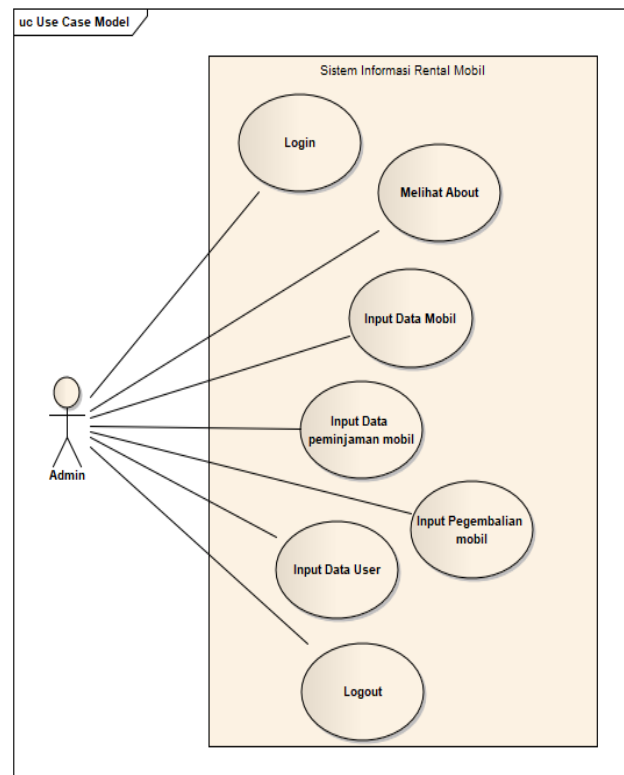 uc Use Case Model
Sistem Informasi Rental Mobil
Login
Melihat About
Input Data Mobil
Input Data
peminjaman mobil
Input Pegembalian
mobil
Input Data User
Logout
Admin